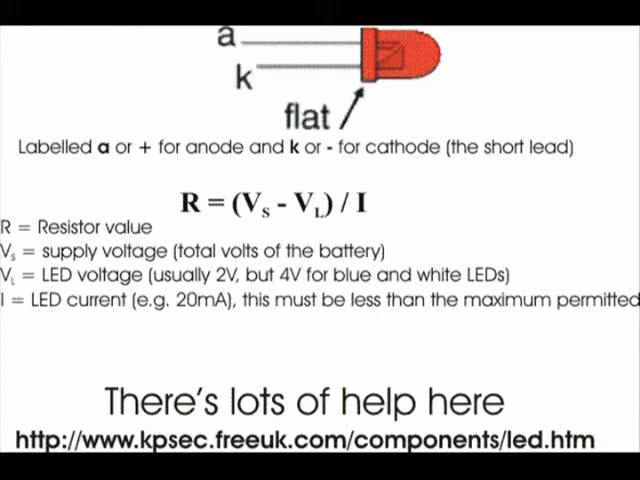 a
k
flat
Labelled a or + for anode and k or - for cathode (the short lead)
R = (VS - VL) / I
R = Resistor value
Vs = supply voltage (total volts of the battery)
VL = LED voltage (usually 2V, but 4V for blue and white LEDs)
I = LED current (e.g. 20mA), this must be less than the maximum permitted
There's lots of help here
http://www.kpsec.freeuk.com/components/led.htm